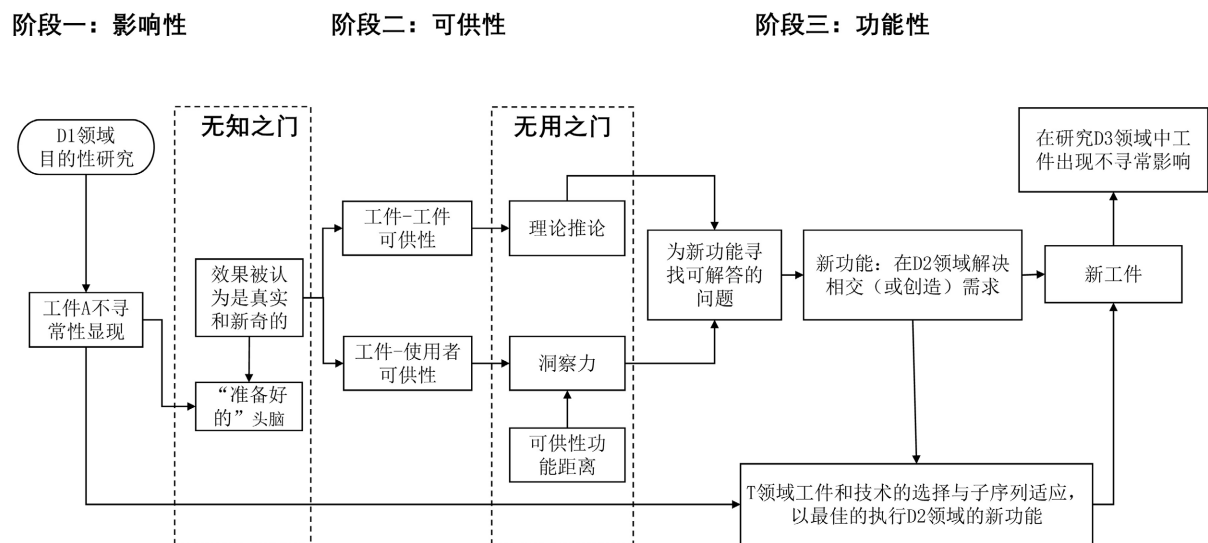 阶段一：影响性
阶段二：可供性
阶段三：功能性
无知之门
无用之门
D1领域
目的性研究
在研究D3领域中工
件出现不寻常影响
工件-工件
可供性
理论推论
效果被认
为是真实
和新奇的
为新功能寻
找可解答的
问题
新功能：在D2领域解决
相交（或创造）需求
新工件
工件A不寻
常性显现
工件-使用者
可供性
洞察力
“准备好
的”头脑
可供性功
能距离
T领域工件和技术的选择与子序列适应，
以最佳的执行D2领域的新功能